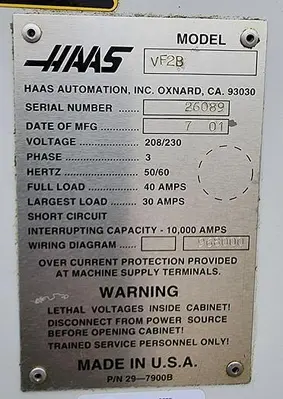 MODEL
HAAS VF2B
HAAS AUTOMATION, INC. OXNARD, CA. 93030
SERIAL NUMBER 26089
DATE OF MFG 7 01
VOLTAGE 208/230
PHASE 3
HERTZ 50/60
FULL LOAD 40 AMPS
LARGEST LOAD 30 AMPS
SHORT CIRCUIT
INTERRUPTING CAPACITY - 10,000 AMPS
WIRING DIAGRAM
OVER CURRENT PROTECTION PROVIDED
AT MACHINE SUPPLY TERMINALS.
WARNING
LETHAL VOLTAGES INSIDE CABINET!
DISCONNECT FROM POWER SOURCE
BEFORE OPENING CABINET!
TRAINED SERVICE PERSONNEL ONLY!
MADE IN U.S.A.
P/N 29—7900B